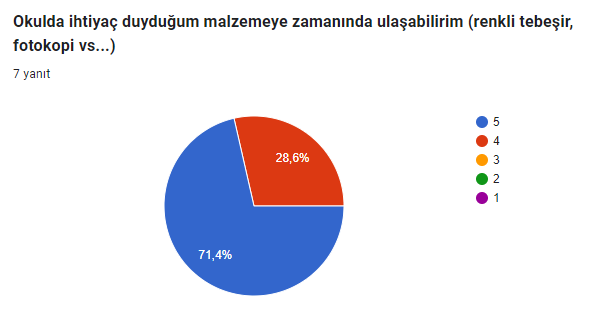 Okulda ihtiyaç duyduğum malzemeye zamanında ulaşabilirim (renkli tebeşir,
fotokopi vs...)
7 yanıt
28,6%
71,4%
5
4
3
2
1